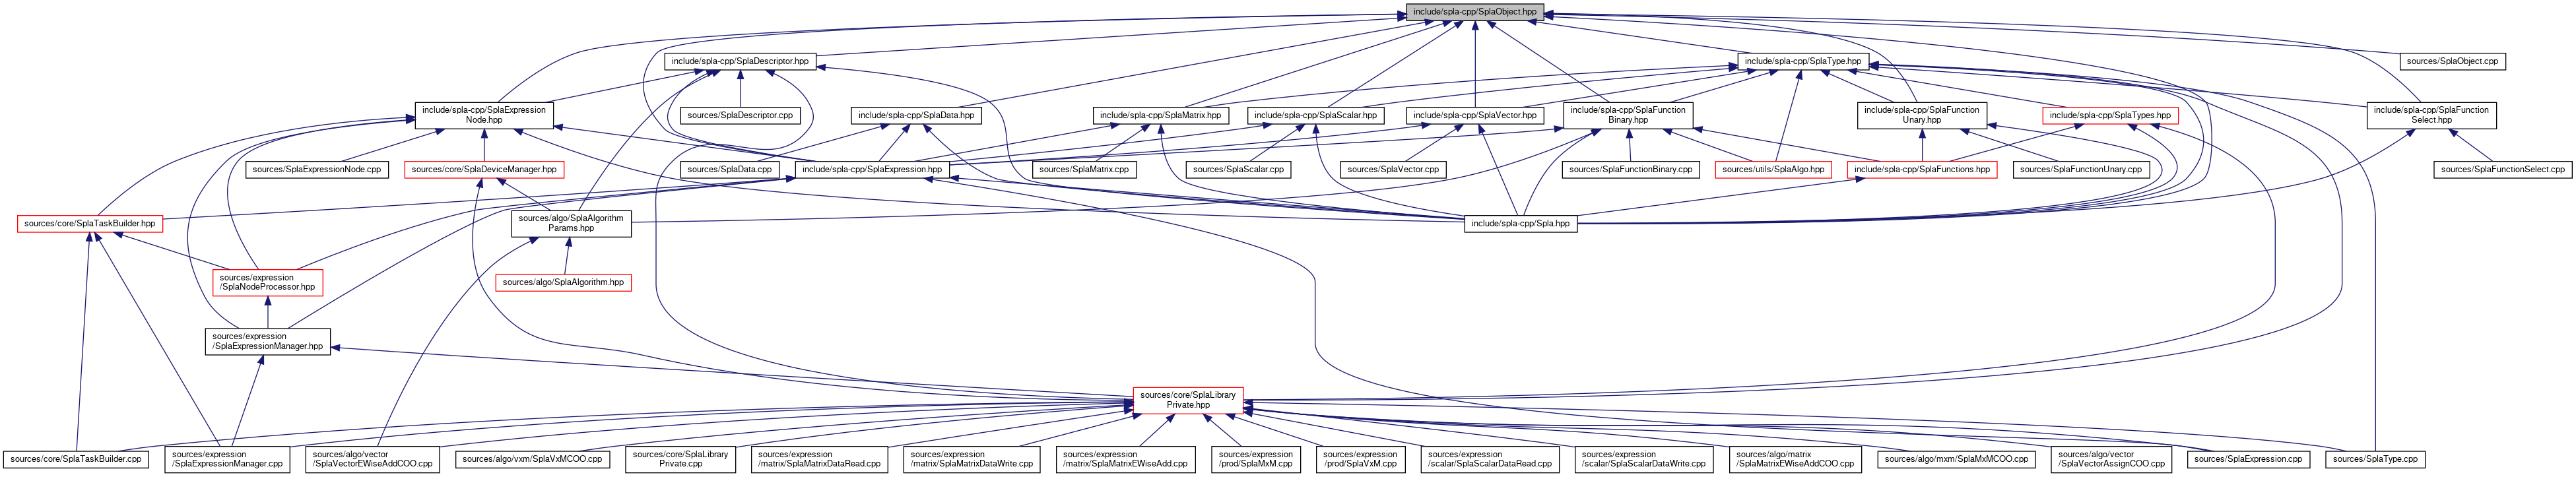 include/spla-cpp/SplaObject.hpp
include/spla-cpp/SplaDescriptor.hpp
include/spla-cpp/SplaType.hpp
sources/SplaObject.cpp
include/spla-cpp/SplaExpression
Node.hpp
sources/SplaDescriptor.cpp
include/spla-cpp/SplaData.hpp
include/spla-cpp/SplaMatrix.hpp
include/spla-cpp/SplaScalar.hpp
include/spla-cpp/SplaVector.hpp
include/spla-cpp/SplaFunction
Binary.hpp
include/spla-cpp/SplaFunction
Unary.hpp
include/spla-cpp/SplaTypes.hpp
include/spla-cpp/SplaFunction
Select.hpp
sources/SplaExpressionNode.cpp
sources/core/SplaDeviceManager.hpp
sources/SplaData.cpp
include/spla-cpp/SplaExpression.hpp
sources/SplaMatrix.cpp
sources/SplaScalar.cpp
sources/SplaVector.cpp
sources/SplaFunctionBinary.cpp
sources/utils/SplaAlgo.hpp
include/spla-cpp/SplaFunctions.hpp
sources/SplaFunctionUnary.cpp
sources/SplaFunctionSelect.cpp
sources/core/SplaTaskBuilder.hpp
sources/algo/SplaAlgorithm
Params.hpp
include/spla-cpp/Spla.hpp
sources/expression
/SplaNodeProcessor.hpp
sources/algo/SplaAlgorithm.hpp
sources/expression
/SplaExpressionManager.hpp
sources/core/SplaLibrary
Private.hpp
sources/core/SplaTaskBuilder.cpp
sources/expression
/SplaExpressionManager.cpp
sources/algo/vector
/SplaVectorEWiseAddCOO.cpp
sources/algo/vxm/SplaVxMCOO.cpp
sources/core/SplaLibrary
Private.cpp
sources/expression
/matrix/SplaMatrixDataRead.cpp
sources/expression
/matrix/SplaMatrixDataWrite.cpp
sources/expression
/matrix/SplaMatrixEWiseAdd.cpp
sources/expression
/prod/SplaMxM.cpp
sources/expression
/prod/SplaVxM.cpp
sources/expression
/scalar/SplaScalarDataRead.cpp
sources/expression
/scalar/SplaScalarDataWrite.cpp
sources/algo/matrix
/SplaMatrixEWiseAddCOO.cpp
sources/algo/mxm/SplaMxMCOO.cpp
sources/algo/vector
/SplaVectorAssignCOO.cpp
sources/SplaExpression.cpp
sources/SplaType.cpp